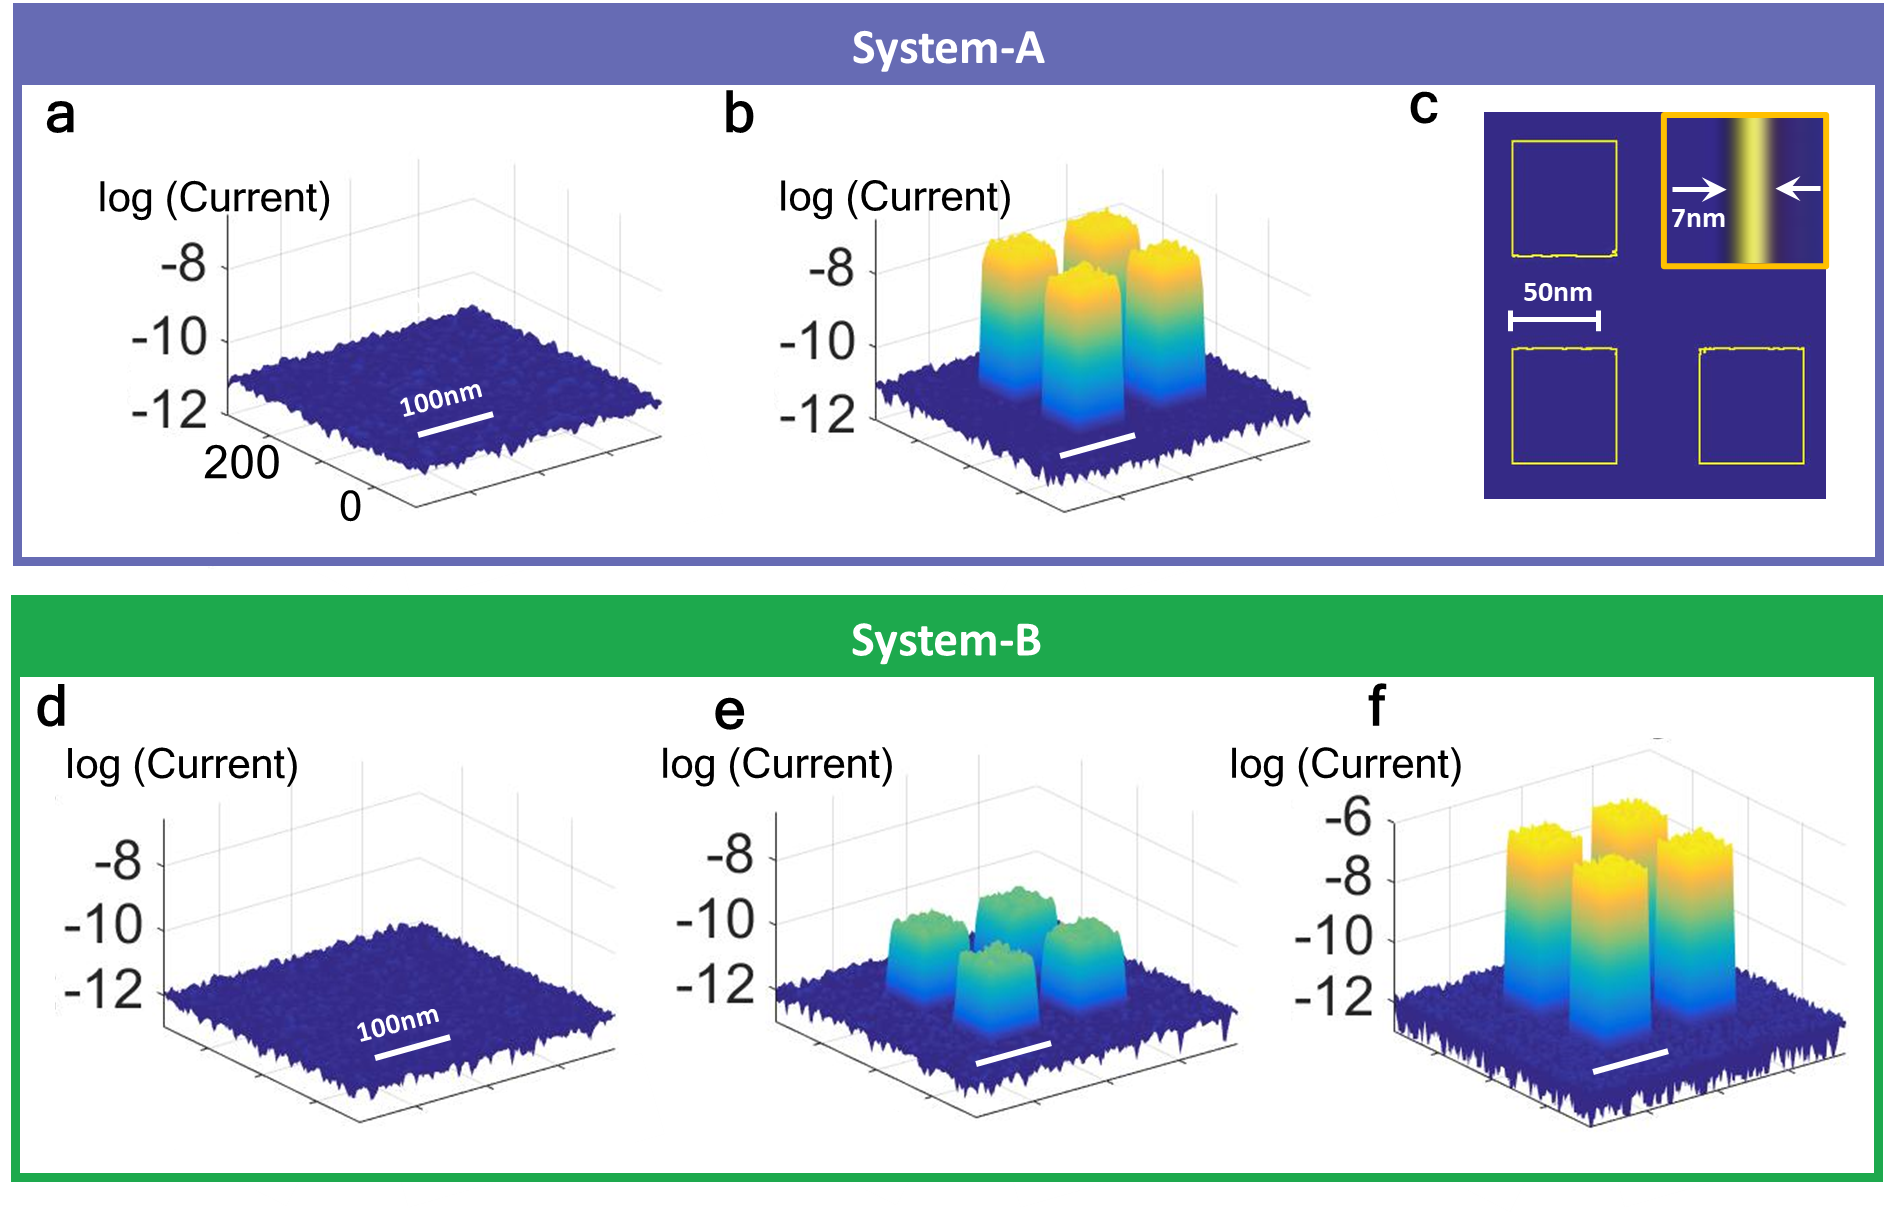 System-A
a
log (Current)
-8
-10
-12
200
0
100nm
b
log (Current)
-8
-10
-12
c
7nm
50nm
System-B
d
log (Current)
-8
-10
-12
100nm
e
log (Current)
-8
-10
-12
f
log (Current)
-6
-8
-10
-12